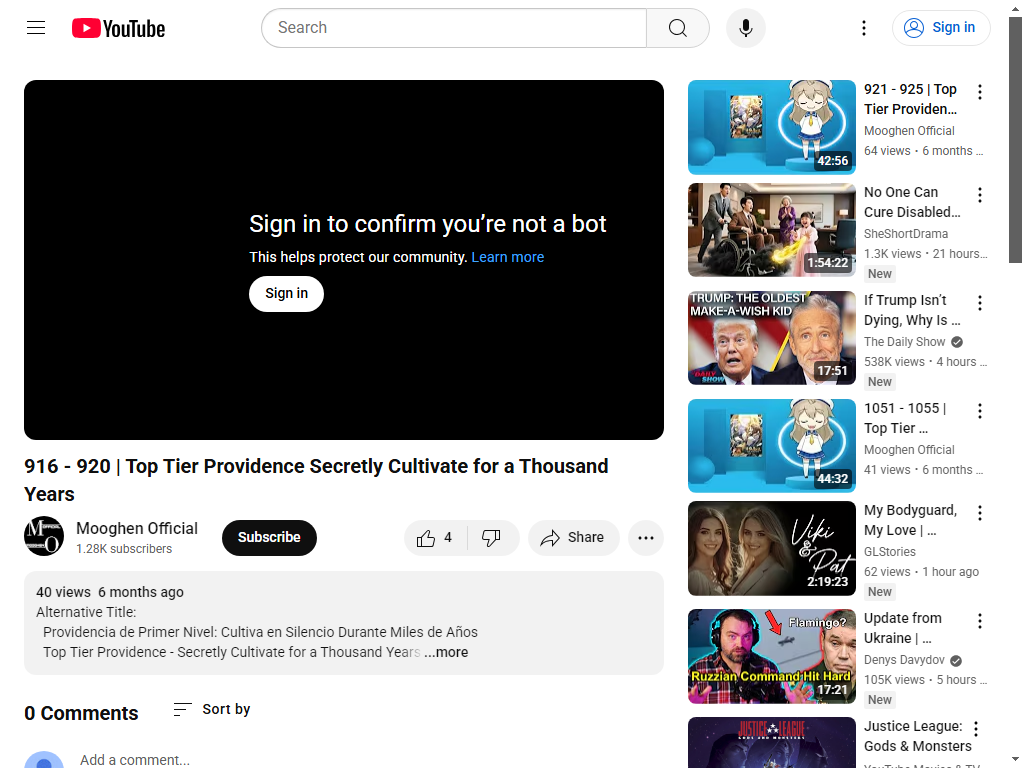 YouTube
Search
Sign in
Sign in to confirm you’re not a bot
This helps protect our community. Learn more
Sign in
916 - 920 | Top Tier Providence Secretly Cultivate for a Thousand
Years
Mooghen Official
1.28K subscribers
Subscribe
4
Share
40 views 6 months ago
Alternative Title:
Providencia de Primer Nivel: Cultiva en Silencio Durante Miles de Años
Top Tier Providence - Secretly Cultivate for a Thousand Years ...more
0 Comments
Sort by
Add a comment...
42:56
921 - 925 | Top
Tier Providen…
Mooghen Official
64 views • 6 months …
1:54:22
No One Can
Cure Disabled…
SheShortDrama
1.3K views • 21 hours…
New
TRUMP: THE OLDEST
MAKE-A-WISH KID
DAILY
SHOW
17:51
If Trump Isn’t
Dying, Why Is …
The Daily Show
538K views • 4 hours …
New
44:32
1051 - 1055 |
Top Tier …
Mooghen Official
41 views • 6 months …
Viki
&
Pat
2:19:23
My Bodyguard,
My Love | …
GLStories
62 views • 1 hour ago
New
Flamingo?
Ruzzian Command Hit Hard
17:21
Update from
Ukraine | …
Denys Davydov
105K views • 5 hours …
New
JUSTICE LEAGUE
GODS AND MONSTERS
Justice League:
Gods & Monsters
YouTube Movies & TV